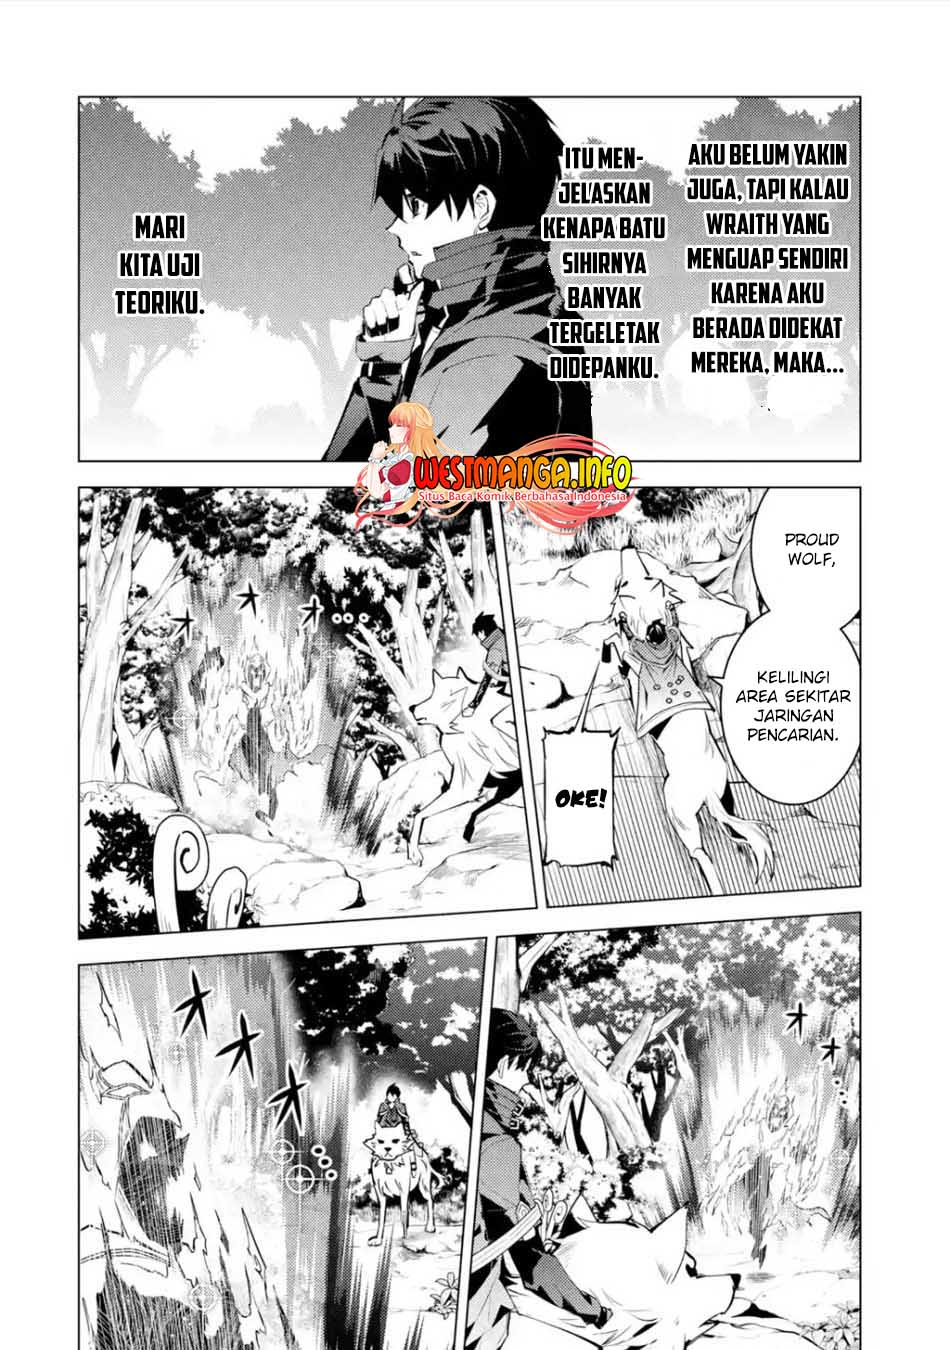 AKU BELUM YAKIN
JUGA, TAPI KALAU
WRAITH YANG
MENGUAP SENDIRI
KARENA AKU
BERADA DIDEKAT
MEREKA, MAKA...
ITU MEN-
JELASKAN
KENAPA BATU
SIHIRNYA
BANYAK
TERGELETAK
DIDEPANKU.
MARI
KITA UJI
TEORIKU.
WESTMANGA.INFO
Situs Baca Komik Berbahasa Indonesia
PROUD
WOLF,
KELILINGI
AREA SEKITAR
JARINGAN
PENCARIAN.
OKE!